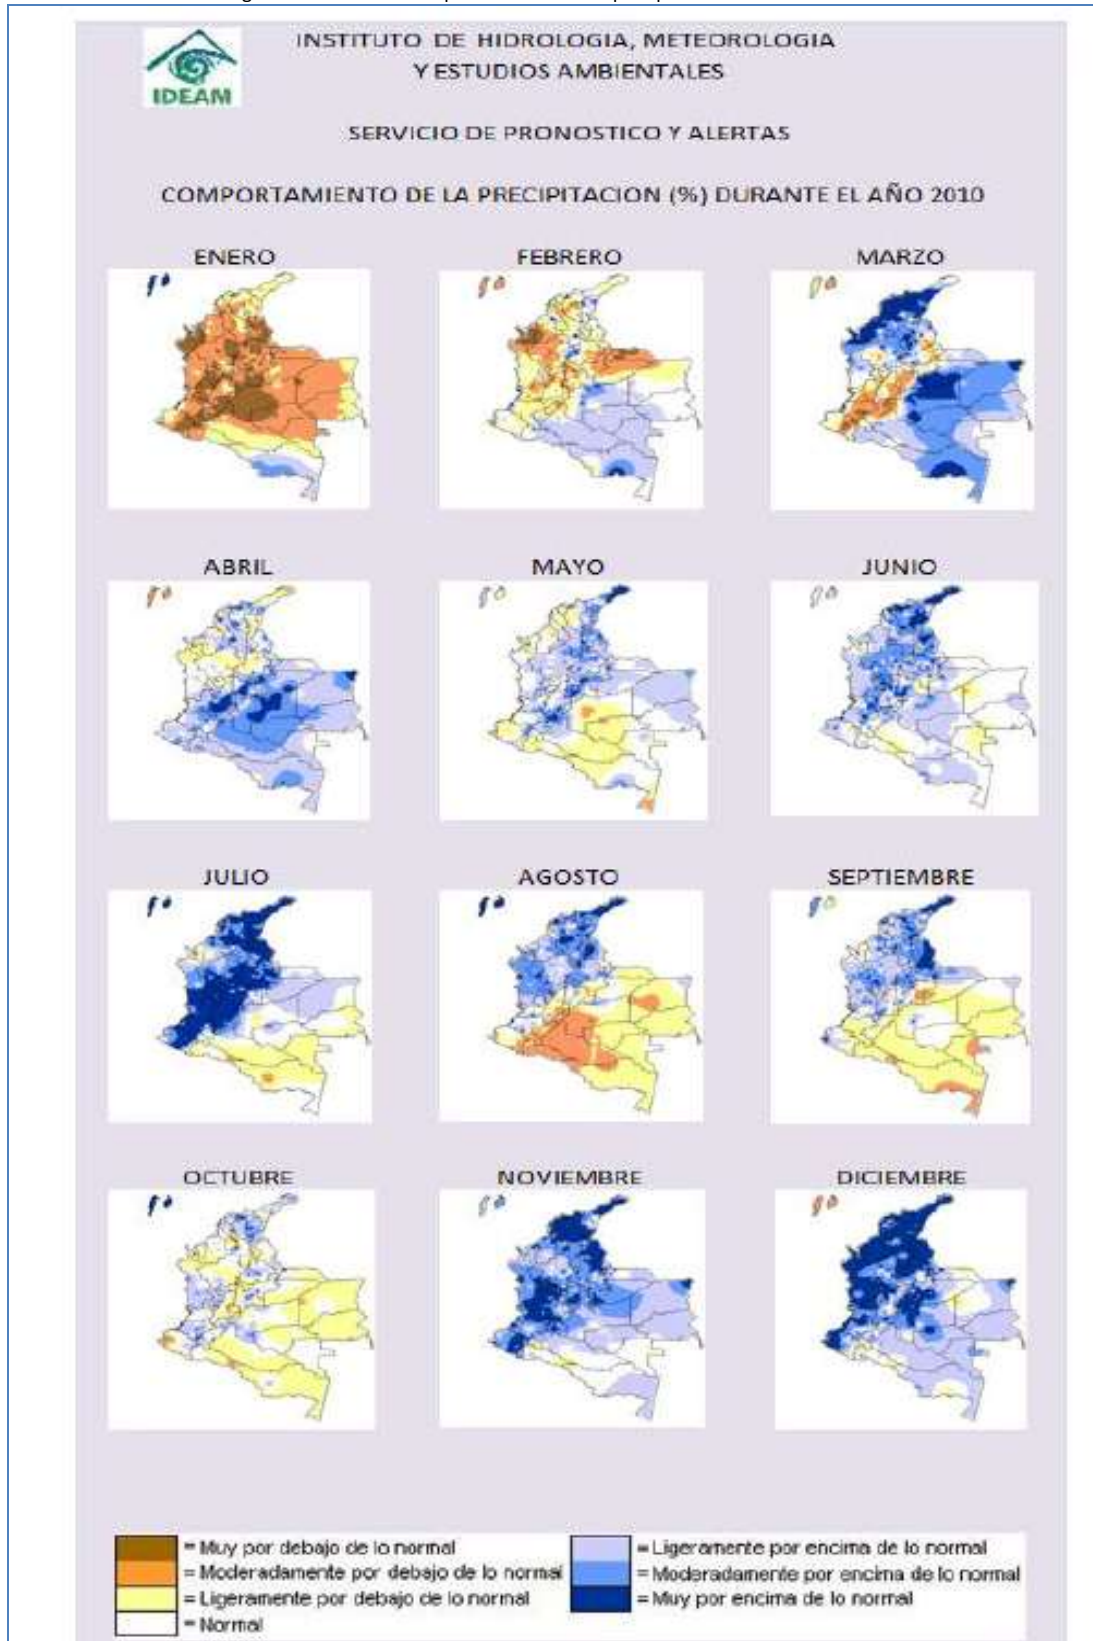 INSTITUTO DE HIDROLOGIA, METEOROLOGIA
Y ESTUDIOS AMBIENTALES
IDEAM
SERVICIO DE PRONOSTICO Y ALERTAS
COMPORTAMIENTO DE LA PRECIPITACION (%) DURANTE EL AÑO 2010
ENERO
FEBRERO
MARZO
ABRIL
MAYO
JUNIO
JULIO
AGOSTO
SEPTIEMBRE
OCTUBRE
NOVIEMBRE
DICIEMBRE
= Muy por debajo de lo normal
= Moderadamente por debajo de lo normal
= Ligeramente por debajo de lo normal
= Normal
= Ligeramente por encima de lo normal
= Moderadamente por encima de lo normal
= Muy por encima de lo normal